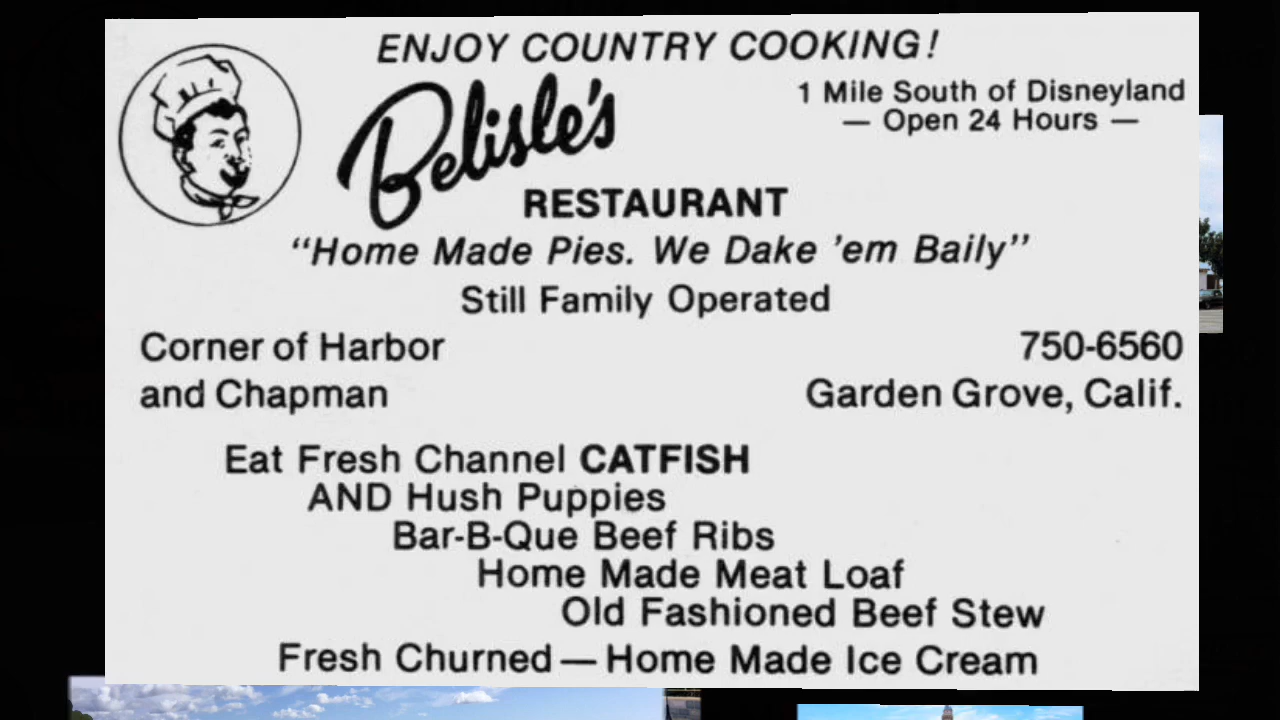 ENJOY COUNTRY COOKING!
Belisle's
RESTAURANT
1 Mile South of Disneyland
— Open 24 Hours —
“Home Made Pies. We Dake 'em Baily”
Still Family Operated
Corner of Harbor
and Chapman
750-6560
Garden Grove, Calif.
Eat Fresh Channel CATFISH
AND Hush Puppies
Bar-B-Que Beef Ribs
Home Made Meat Loaf
Old Fashioned Beef Stew
Fresh Churned — Home Made Ice Cream